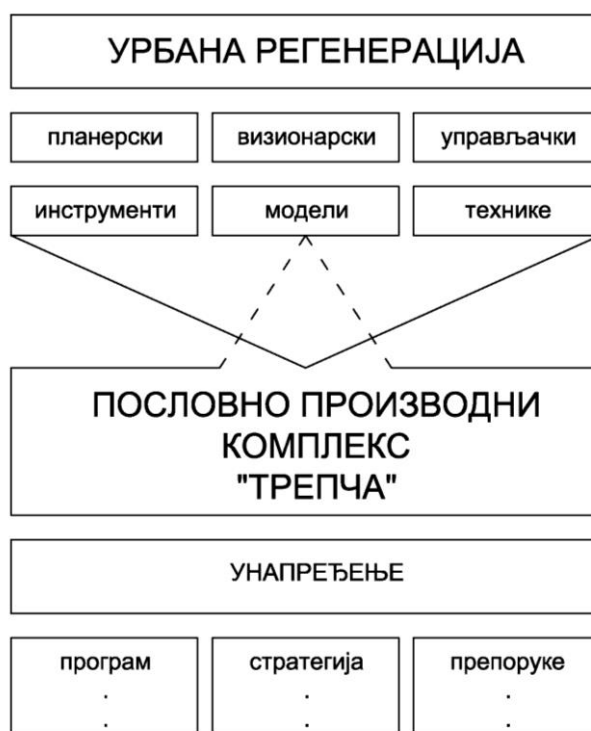 УРБАНА РЕГЕНЕРАЦИЈА
планерски визионарски управљачки
инструменти модели технике
ПОСЛОВНО ПРОИЗВОДНИ
КОМПЛЕКС
"ТРЕПЧА"
УНАПРЕЂЕЊЕ
програм стратегија препоруке
. . .
. . .